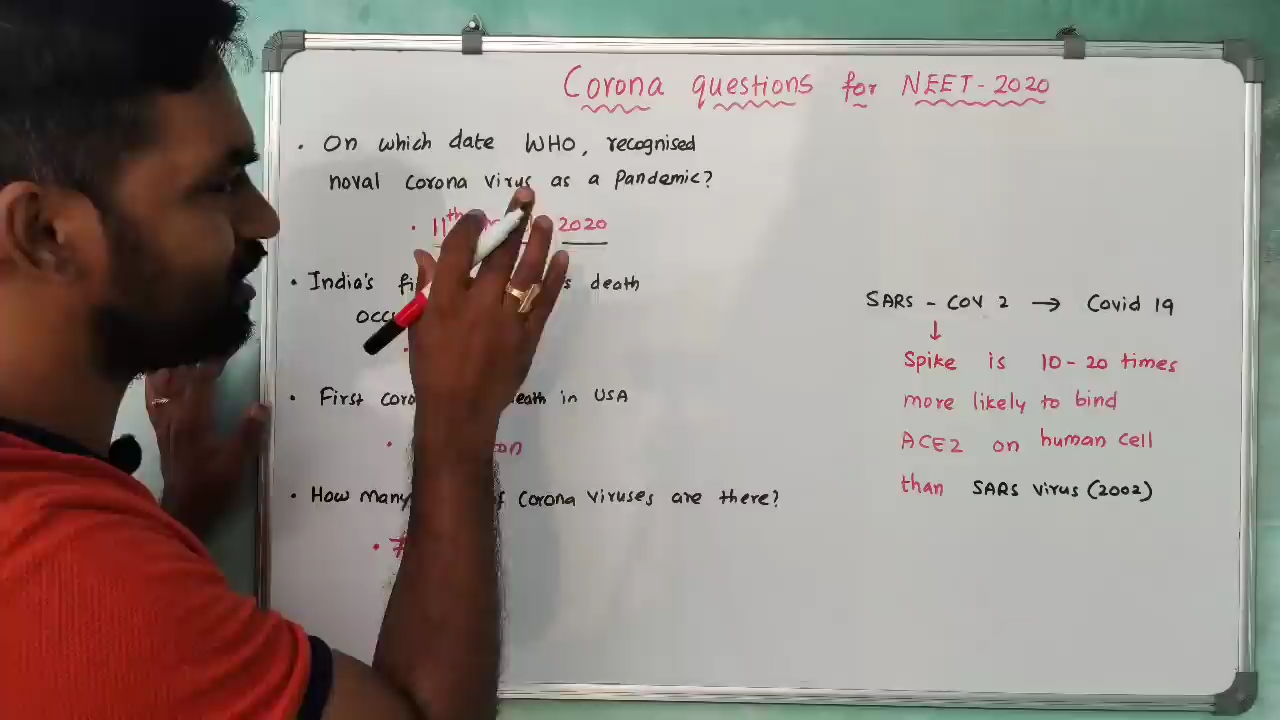 Corona questions for NEET-2020
• On which date WHO, recognised
noval Corona virus as a Pandemic?
• 11th 2020
• India's death
• First death in USA
• How many Corona viruses are there?
• 7
SARS - COV 2 → Covid 19
↓
Spike is 10-20 times
more likely to bind
ACE2 on human cell
than SARS virus (2002)